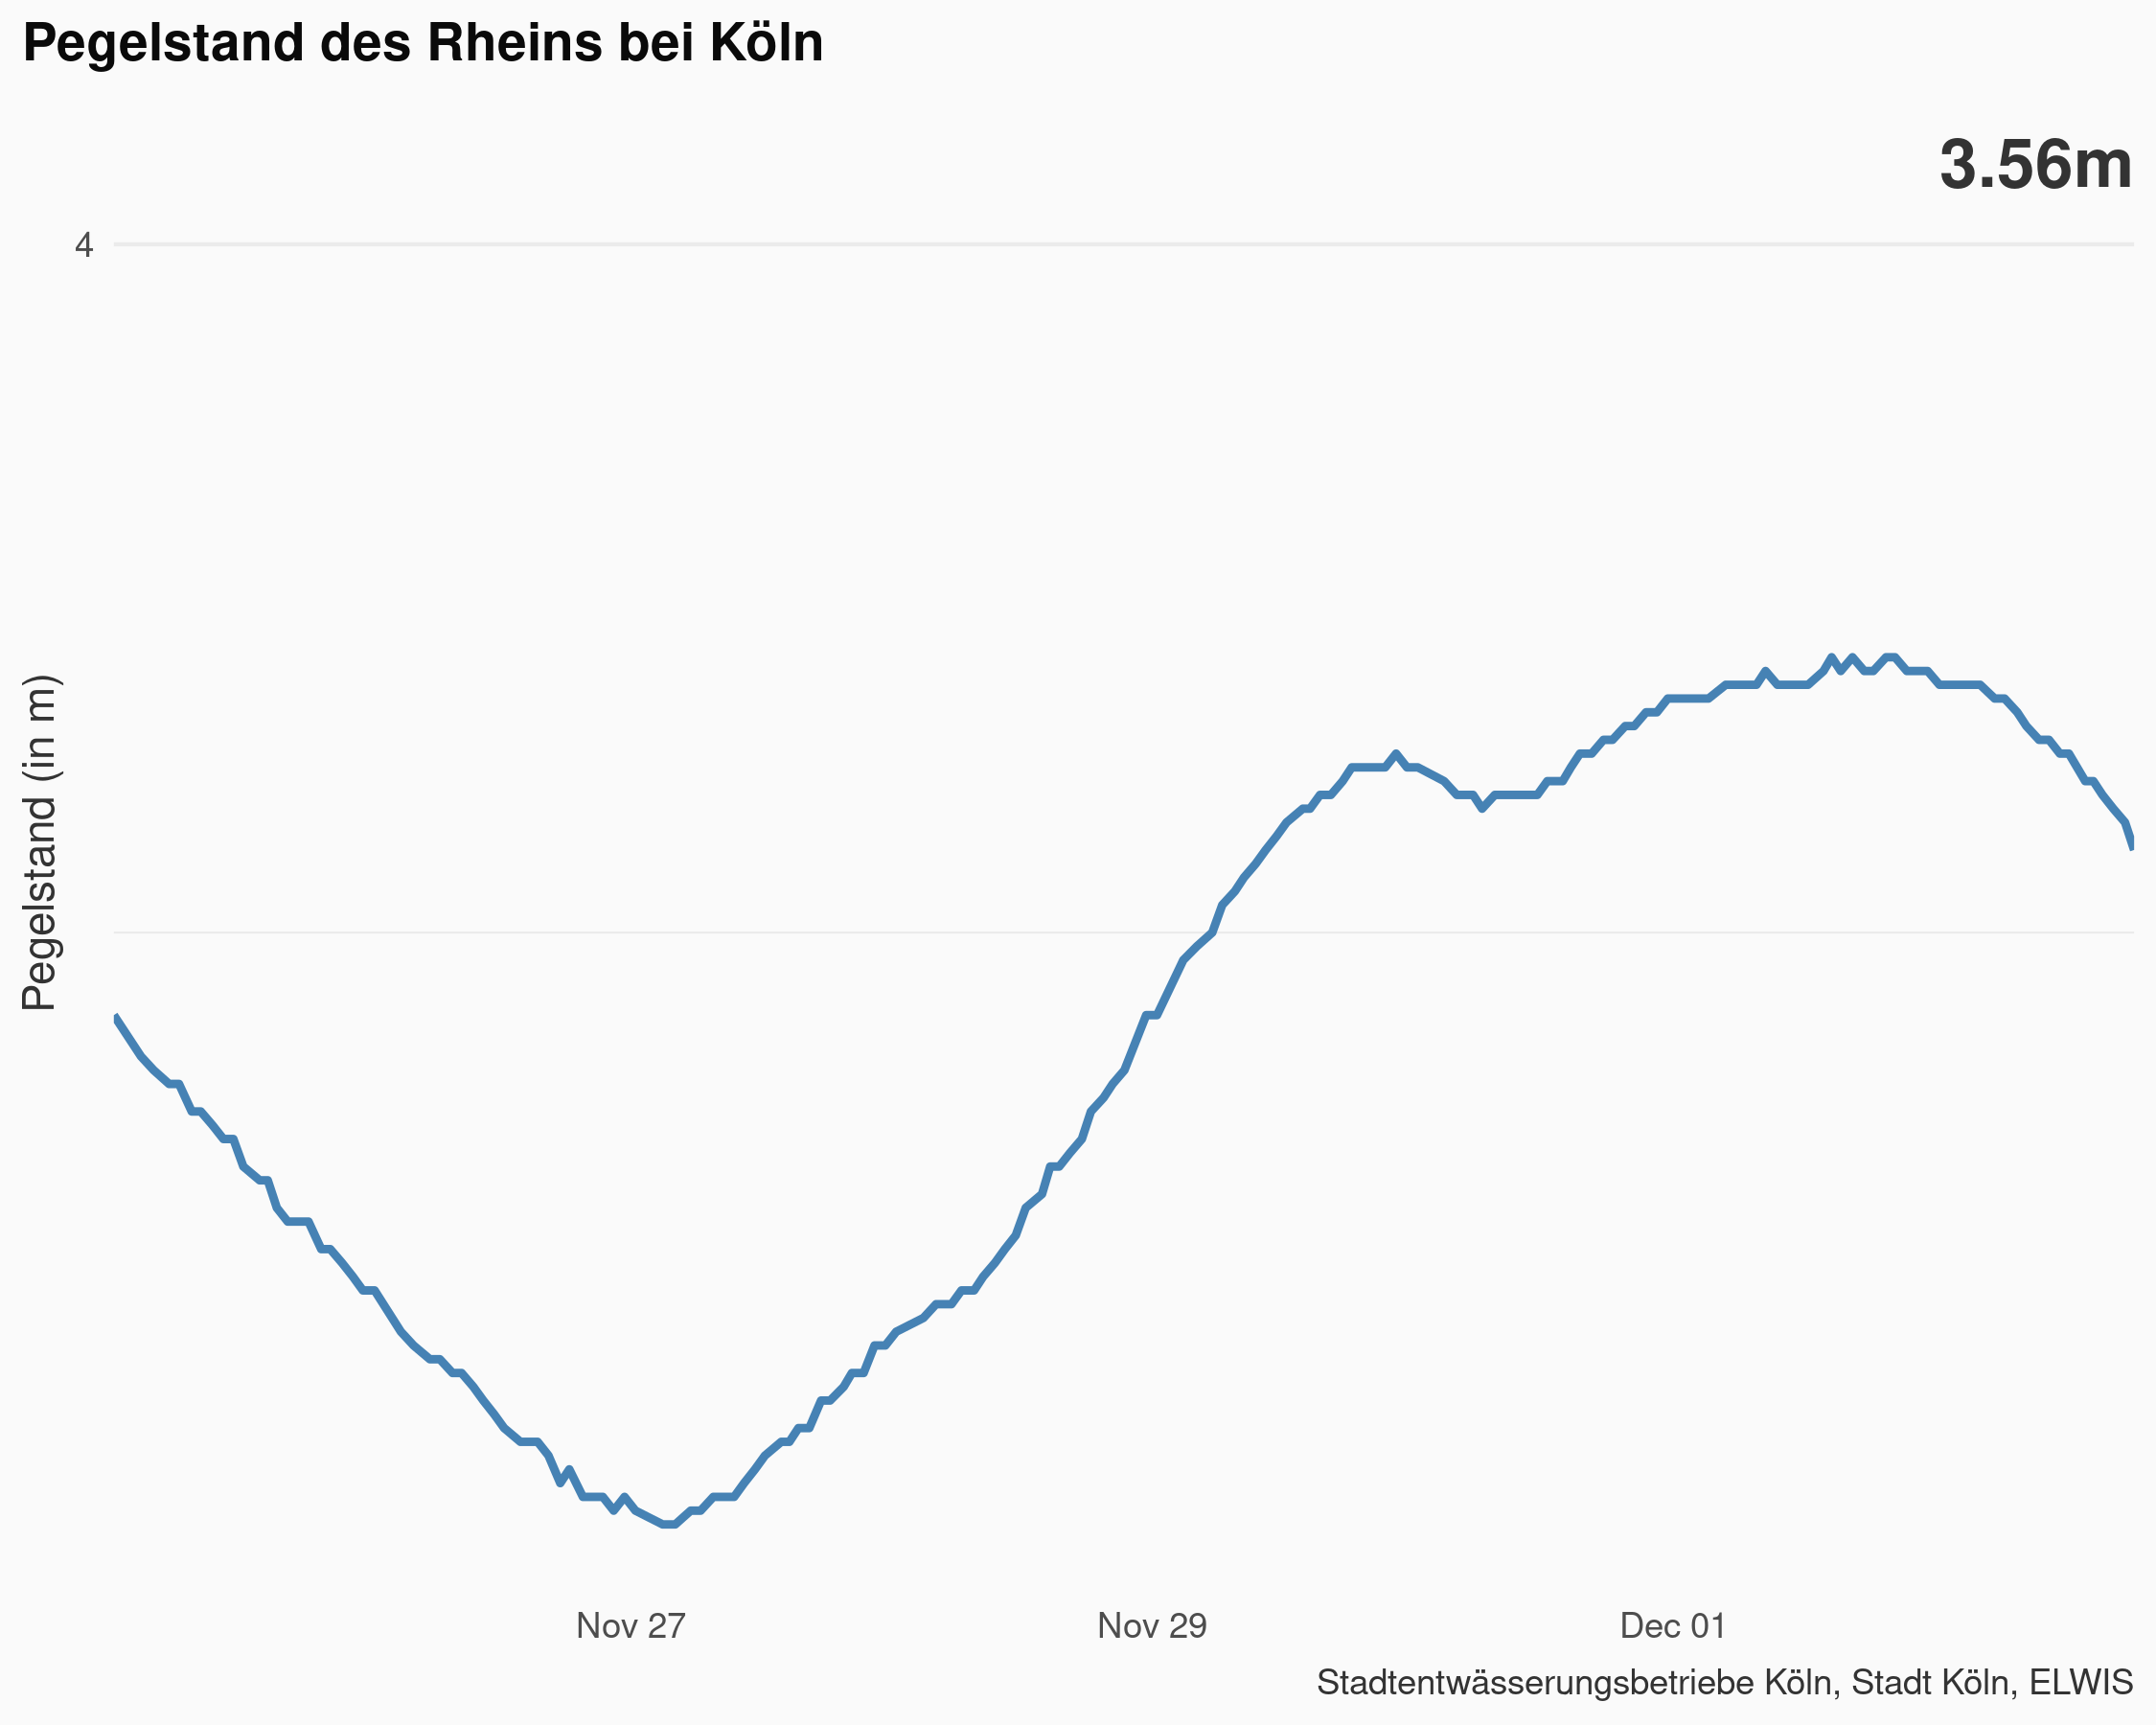 Pegelstand des Rheins bei Köln
3.56m
4
Pegelstand (in m)
Nov 27
Nov 29
Dec 01
Stadtentwässerungsbetriebe Köln, Stadt Köln, ELWIS